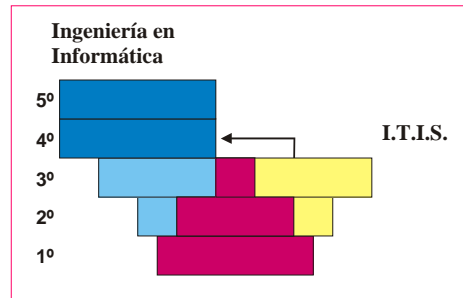 Ingeniería en
Informática
5º
4º
I.T.I.S.
3º
2º
1º